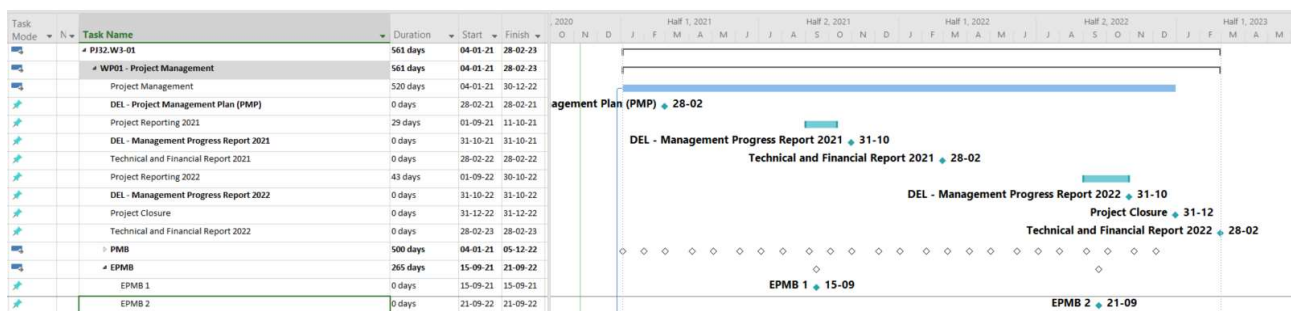 Task
Mode N Task Name Duration Start Finish
, 2020 Half 1, 2021 Half 2, 2021 Half 1, 2022 Half 2, 2022 Half 1, 2023
O N D J F M A M J J A S O N D J F M A M J J A S O N D J F M A M
PJ32.W3-01 561 days 04-01-21 28-02-23
WP01 - Project Management 561 days 04-01-21 28-02-23
Project Management 520 days 04-01-21 30-12-22
DEL - Project Management Plan (PMP) 0 days 28-02-21 28-02-21 agement Plan (PMP) 28-02
Project Reporting 2021 29 days 01-09-21 11-10-21
DEL - Management Progress Report 2021 0 days 31-10-21 31-10-21 DEL - Management Progress Report 2021 31-10
Technical and Financial Report 2021 0 days 28-02-22 28-02-22 Technical and Financial Report 2021 28-02
Project Reporting 2022 43 days 01-09-22 30-10-22
DEL - Management Progress Report 2022 0 days 31-10-22 31-10-22 DEL - Management Progress Report 2022 31-10
Project Closure 0 days 31-12-22 31-12-22 Project Closure 31-12
Technical and Financial Report 2022 0 days 28-02-23 28-02-23 Technical and Financial Report 2022 28-02
PMB 500 days 04-01-21 05-12-22
EPMB 265 days 15-09-21 21-09-22
EPMB 1 0 days 15-09-21 15-09-21 EPMB 1 15-09
EPMB 2 0 days 21-09-22 21-09-22 EPMB 2 21-09